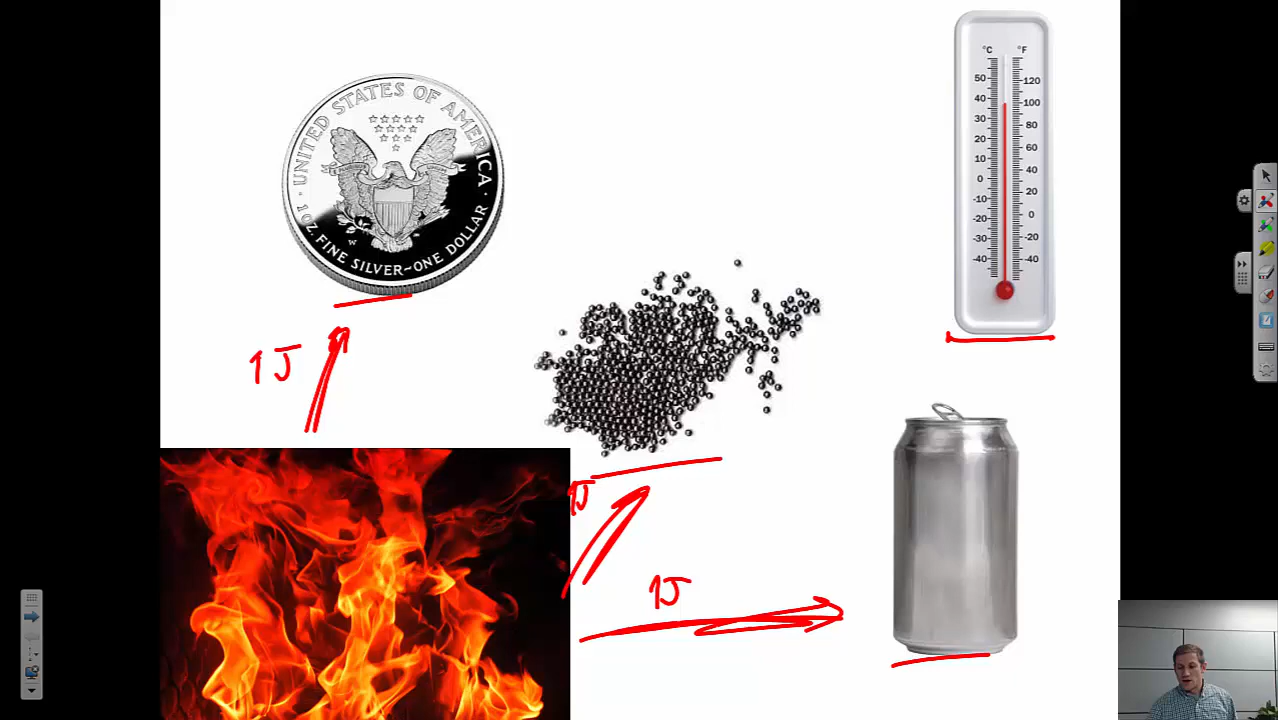 UNITED STATES OF AMERICA
W
1 OZ. FINE SILVER~ONE DOLLAR
°C °F
50 120
40 100
30 80
20 60
10 40
0 20
-10 0
-20 -20
-30 -40
-40
1J
1J
1J